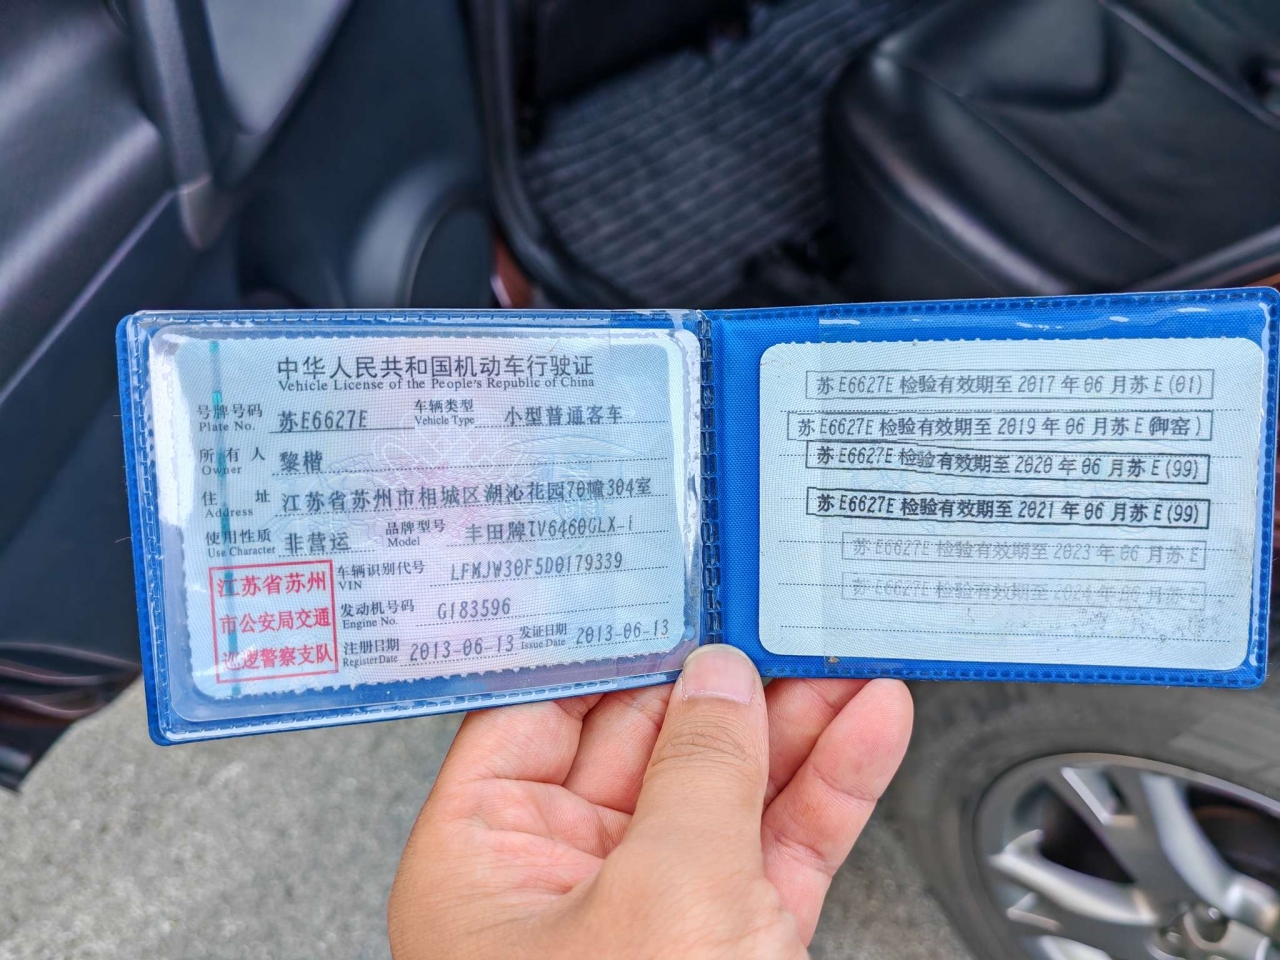 中华人民共和国机动车行驶证
Vehicle License of the People's Republic of China
号牌号码 苏E6627E 车辆类型 小型普通客车
Plate No. Vehicle Type
所有人 黎楷
Owner
住址 江苏省苏州市相城区湖沁花园70幢304室
Address
使用性质 非营运 品牌型号 丰田牌TV6460GLX-I
Use Character Model
江苏省苏州
市公安局交通
巡逻警察支队
车辆识别代号 LFMJW30F5D0179339
VIN
发动机号码 G183596
Engine No.
注册日期 2013-06-13 发证日期 2013-06-13
Register Date Issue Date
苏E6627E 检验有效期至 2017 年 06 月苏E(01)
苏E6627E 检验有效期至 2019 年 06 月苏E(御窑)
苏E6627E 检验有效期至 2020 年 06 月苏E(99)
苏E6627E 检验有效期至 2021 年 06 月苏E(99)
苏E6627E 检验有效期至 2023 年 06 月苏E
苏E6627E 检验有效期至 2024 年 06 月苏E